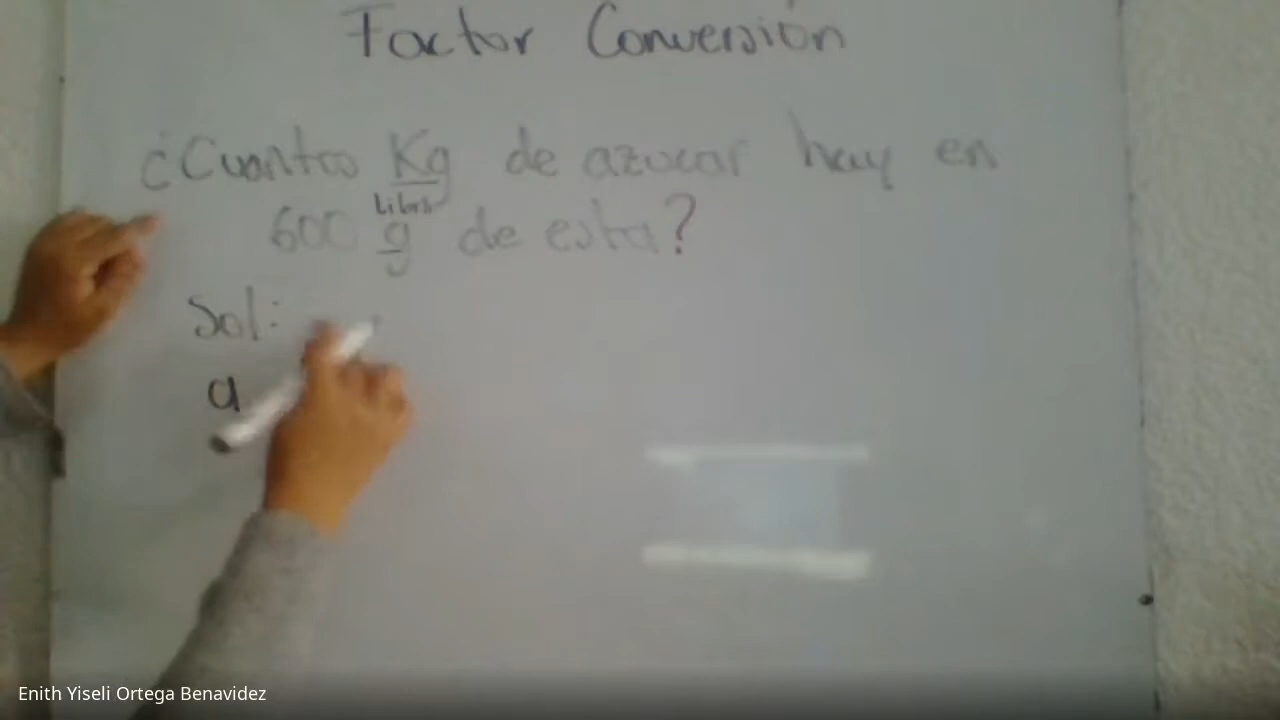 Factor Conversión
¿Cuantos Kg de azucar hay en
Libras
600 g de esta?
Sol:
a
Enith Yiseli Ortega Benavidez